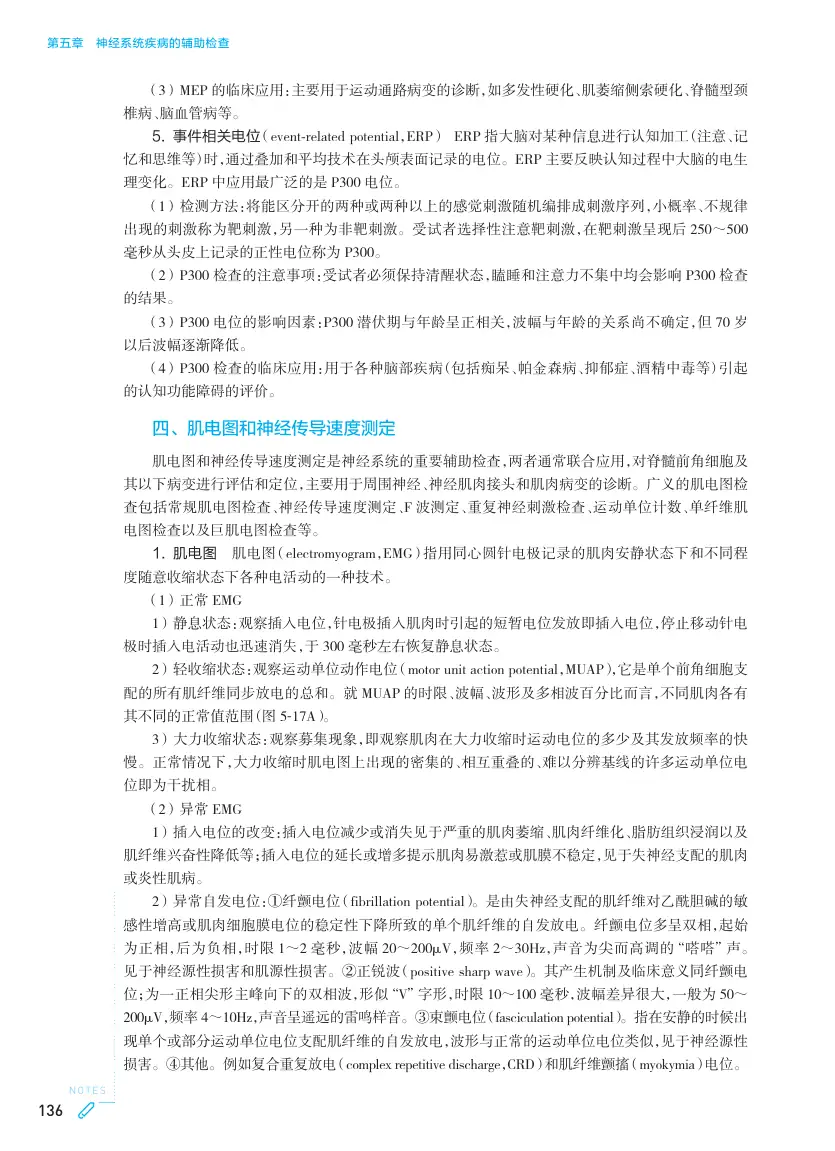 第五章 神经系统疾病的辅助检查
（3）MEP 的临床应用：主要用于运动通路病变的诊断，如多发性硬化、肌萎缩侧索硬化、脊髓型颈
椎病、脑血管病等。
5. 事件相关电位（event-related potential，ERP） ERP 指大脑对某种信息进行认知加工（注意、记
忆和思维等）时，通过叠加和平均技术在头颅表面记录的电位。ERP 主要反映认知过程中大脑的电生
理变化。ERP 中应用最广泛的是 P300 电位。
（1）检测方法：将能区分开的两种或两种以上的感觉刺激随机编排成刺激序列，小概率、不规律
出现的刺激称为靶刺激，另一种为非靶刺激。受试者选择性注意靶刺激，在靶刺激呈现后 250～500
毫秒从头皮上记录的正性电位称为 P300。
（2）P300 检查的注意事项：受试者必须保持清醒状态，瞌睡和注意力不集中均会影响 P300 检查
的结果。
（3）P300 电位的影响因素：P300 潜伏期与年龄呈正相关，波幅与年龄的关系尚不确定，但 70 岁
以后波幅逐渐降低。
（4）P300 检查的临床应用：用于各种脑部疾病（包括痴呆、帕金森病、抑郁症、酒精中毒等）引起
的认知功能障碍的评价。
四、肌电图和神经传导速度测定
肌电图和神经传导速度测定是神经系统的重要辅助检查，两者通常联合应用，对脊髓前角细胞及
其以下病变进行评估和定位，主要用于周围神经、神经肌肉接头和肌肉病变的诊断。广义的肌电图检
查包括常规肌电图检查、神经传导速度测定、F 波测定、重复神经刺激检查、运动单位计数、单纤维肌
电图检查以及巨肌电图检查等。
1. 肌电图 肌电图（electromyogram，EMG）指用同心圆针电极记录的肌肉安静状态下和不同程
度随意收缩状态下各种电活动的一种技术。
（1）正常 EMG
1）静息状态：观察插入电位，针电极插入肌肉时引起的短暂电位发放即插入电位，停止移动针电
极时插入电活动也迅速消失，于 300 毫秒左右恢复静息状态。
2）轻收缩状态：观察运动单位动作电位（motor unit action potential，MUAP），它是单个前角细胞支
配的所有肌纤维同步放电的总和。就 MUAP 的时限、波幅、波形及多相波百分比而言，不同肌肉各有
其不同的正常值范围（图 5-17A）。
3）大力收缩状态：观察募集现象，即观察肌肉在大力收缩时运动电位的多少及其发放频率的快
慢。正常情况下，大力收缩时肌电图上出现的密集的、相互重叠的、难以分辨基线的许多运动单位电
位即为干扰相。
（2）异常 EMG
1）插入电位的改变：插入电位减少或消失见于严重的肌肉萎缩、肌肉纤维化、脂肪组织浸润以及
肌纤维兴奋性降低等；插入电位的延长或增多提示肌肉易激惹或肌膜不稳定，见于失神经支配的肌肉
或炎性肌病。
2）异常自发电位：①纤颤电位（fibrillation potential）。是由失神经支配的肌纤维对乙酰胆碱的敏
感性增高或肌肉细胞膜电位的稳定性下降所致的单个肌纤维的自发放电。纤颤电位多呈双相，起始
为正相，后为负相，时限 1～2 毫秒，波幅 20～200μV，频率 2～30Hz，声音为尖而高调的“嗒嗒”声。
见于神经源性损害和肌源性损害。②正锐波（positive sharp wave）。其产生机制及临床意义同纤颤电
位；为一正相尖形主峰向下的双相波，形似“V”字形，时限 10～100 毫秒，波幅差异很大，一般为 50～
200μV，频率 4～10Hz，声音呈遥远的雷鸣样音。③束颤电位（fasciculation potential）。指在安静的时候出
现单个或部分运动单位电位支配肌纤维的自发放电，波形与正常的运动单位电位类似，见于神经源性
损害。④其他。例如复合重复放电（complex repetitive discharge，CRD）和肌纤维颤搐（myokymia）电位。
NOTES
136